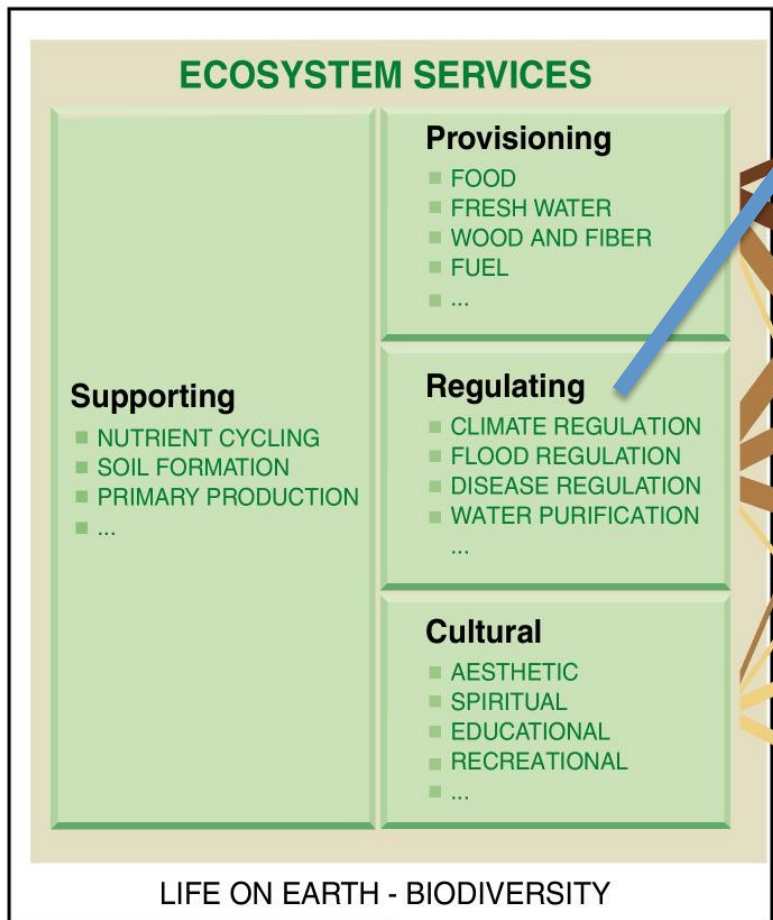 ECOSYSTEM SERVICES
Supporting
NUTRIENT CYCLING
SOIL FORMATION
PRIMARY PRODUCTION
...
Provisioning
FOOD
FRESH WATER
WOOD AND FIBER
FUEL
...
Regulating
CLIMATE REGULATION
FLOOD REGULATION
DISEASE REGULATION
WATER PURIFICATION
...
Cultural
AESTHETIC
SPIRITUAL
EDUCATIONAL
RECREATIONAL
...
LIFE ON EARTH - BIODIVERSITY